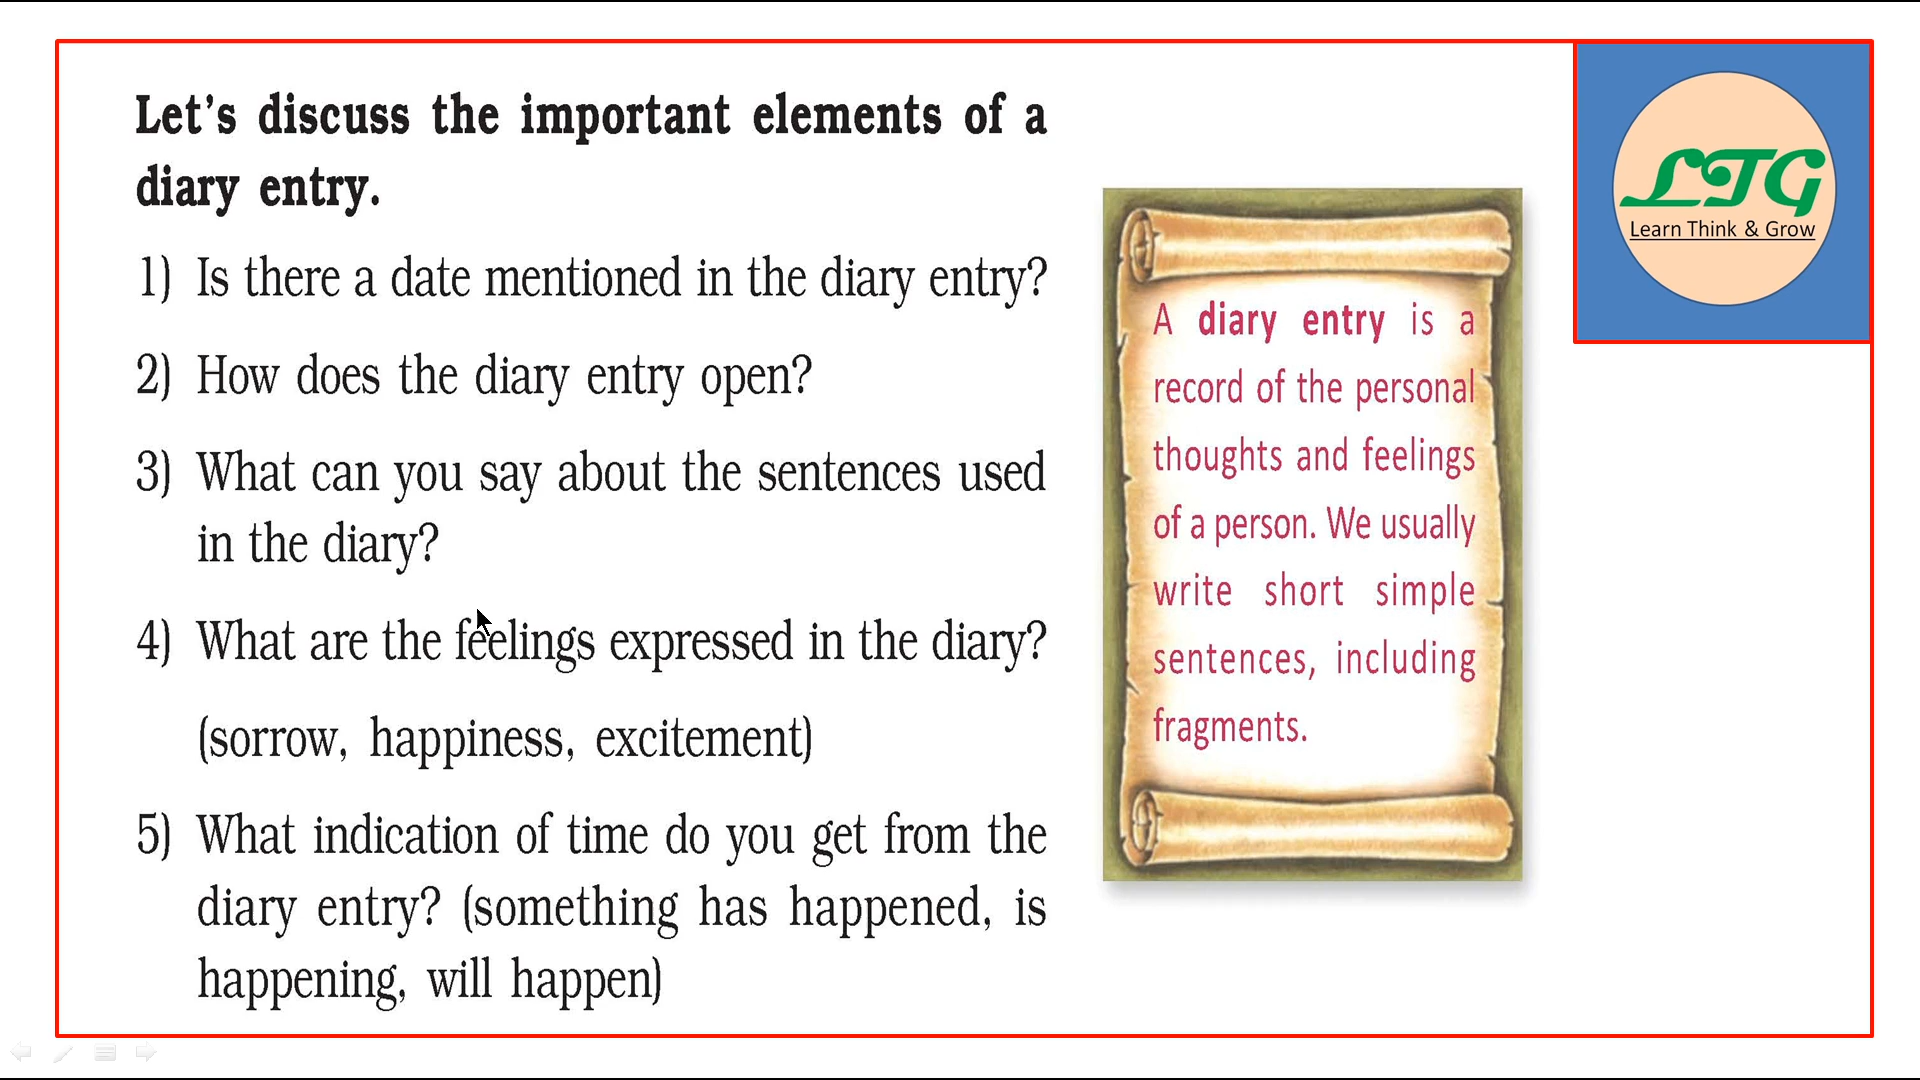 Let's discuss the important elements of a
diary entry.
1) Is there a date mentioned in the diary entry?
2) How does the diary entry open?
3) What can you say about the sentences used
in the diary?
4) What are the feelings expressed in the diary?
(sorrow, happiness, excitement)
5) What indication of time do you get from the
diary entry? (something has happened, is
happening, will happen)
A diary entry is a
record of the personal
thoughts and feelings
of a person. We usually
write short simple
sentences, including
fragments.
LTG
Learn Think & Grow